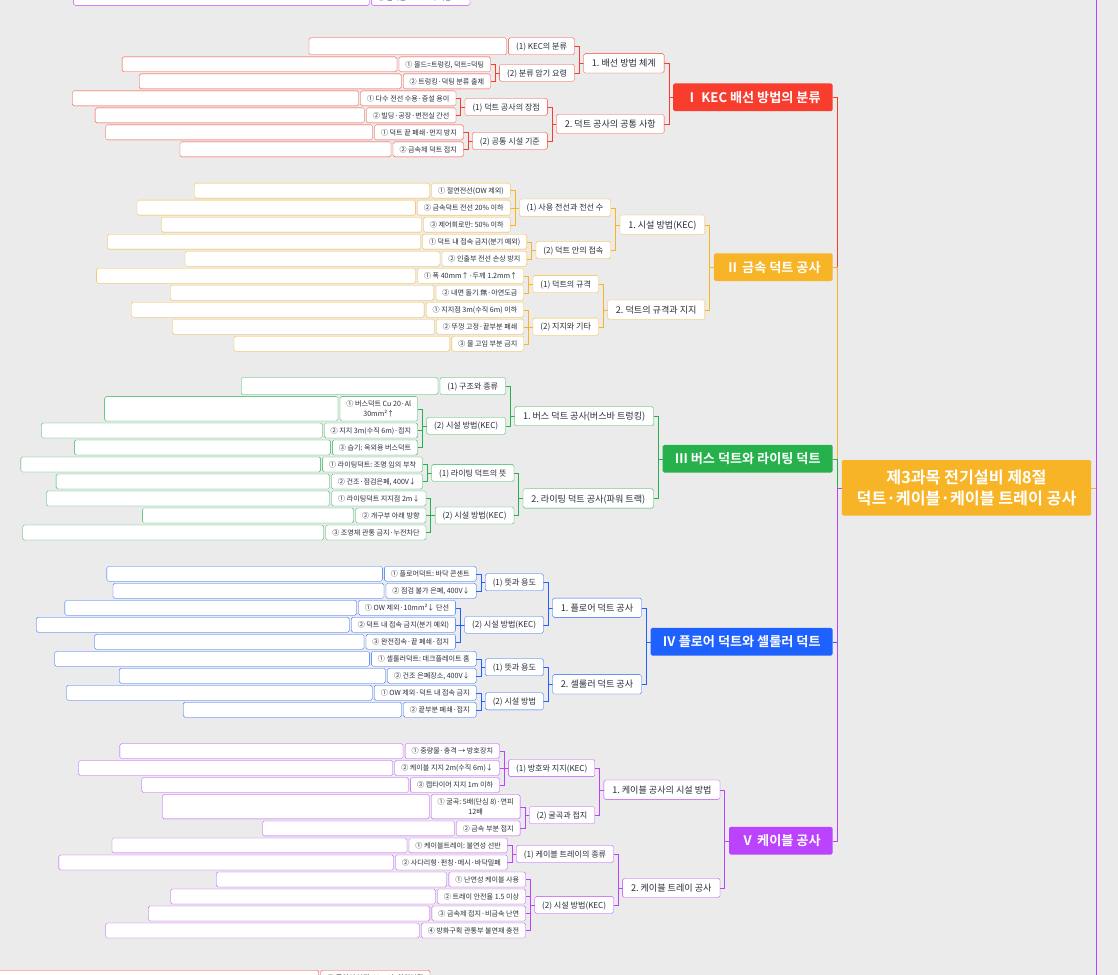 제3과목 전기설비 제8절
덕트·케이블·케이블 트레이 공사
Ⅰ KEC 배선 방법의 분류
1. 배선 방법 체계
(1) KEC의 분류
(2) 분류 암기 요령
① 몰드=트렁킹, 덕트=덕팅
② 트렁킹·덕팅 분류 출제
2. 덕트 공사의 공통 사항
(1) 덕트 공사의 장점
① 다수 전선 수용·증설 용이
② 빌딩·공장·변전실 간선
(2) 공통 시설 기준
① 덕트 끝 폐쇄·먼지 방지
② 금속제 덕트 접지
Ⅱ 금속 덕트 공사
1. 시설 방법(KEC)
(1) 사용 전선과 전선 수
① 절연전선(OW 제외)
② 금속덕트 전선 20% 이하
③ 제어회로만: 50% 이하
(2) 덕트 안의 접속
① 덕트 내 접속 금지(분기 예외)
② 인출부 전선 손상 방지
2. 덕트의 규격과 지지
(1) 덕트의 규격
① 폭 40mm↑·두께 1.2mm↑
② 내면 돌기 無·아연도금
(2) 지지와 기타
① 지지점 3m(수직 6m) 이하
② 뚜껑 고정·끝부분 폐쇄
③ 물 고임 부분 금지
Ⅲ 버스 덕트와 라이팅 덕트
1. 버스 덕트 공사(버스바 트렁킹)
(1) 구조와 종류
(2) 시설 방법(KEC)
① 버스덕트 Cu 20·Al
30mm²↑
② 지지 3m(수직 6m)·접지
③ 습기: 옥외용 버스덕트
2. 라이팅 덕트 공사(파워 트랙)
(1) 라이팅 덕트의 뜻
① 라이팅덕트: 조명 임의 부착
② 건조·점검은폐, 400V↓
(2) 시설 방법(KEC)
① 라이팅덕트 지지점 2m↓
② 개구부 아래 방향
③ 조영재 관통 금지·누전차단
Ⅳ 플로어 덕트와 셀룰러 덕트
1. 플로어 덕트 공사
(1) 뜻과 용도
① 플로어덕트: 바닥 콘센트
② 점검 불가 은폐, 400V↓
(2) 시설 방법(KEC)
① OW 제외·10mm²↓ 단선
② 덕트 내 접속 금지(분기 예외)
③ 완전접속·끝 폐쇄·접지
2. 셀룰러 덕트 공사
(1) 뜻과 용도
① 셀룰러덕트: 데크플레이트 홈
② 건조 은폐장소, 400V↓
(2) 시설 방법
① OW 제외·덕트 내 접속 금지
② 끝부분 폐쇄·접지
Ⅴ 케이블 공사
1. 케이블 공사의 시설 방법
(1) 방호와 지지(KEC)
① 중량물·충격 → 방호장치
② 케이블 지지 2m(수직 6m)↓
③ 캡타이어 지지 1m 이하
(2) 굴곡과 접지
① 굴곡: 5배(단심 8)·연피
12배
② 금속 부분 접지
2. 케이블 트레이 공사
(1) 케이블 트레이의 종류
① 케이블트레이: 불연성 선반
② 사다리형·펀칭·메시·바닥밀폐
(2) 시설 방법(KEC)
① 난연성 케이블 사용
② 트레이 안전율 1.5 이상
③ 금속제 접지·비금속 난연
④ 방화구획 관통부 불연재 충전